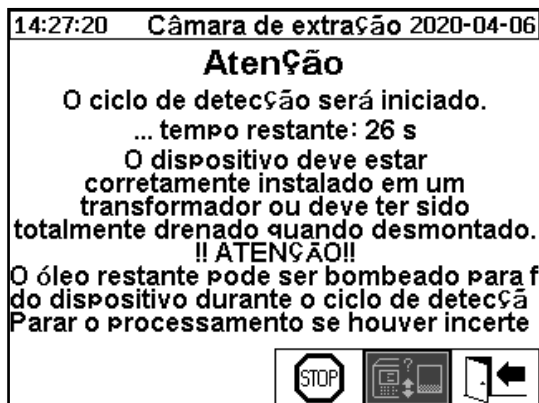 14:27:20 Câmara de extração 2020-04-06
Atenção
O ciclo de detecção será iniciado.
... tempo restante: 26 s
O dispositivo deve estar
corretamente instalado em um
transformador ou deve ter sido
totalmente drenado quando desmontado.
!! ATENÇÃO!!
O óleo restante pode ser bombeado para f
do dispositivo durante o ciclo de detecçã
Parar o processamento se houver incerte
STOP
?